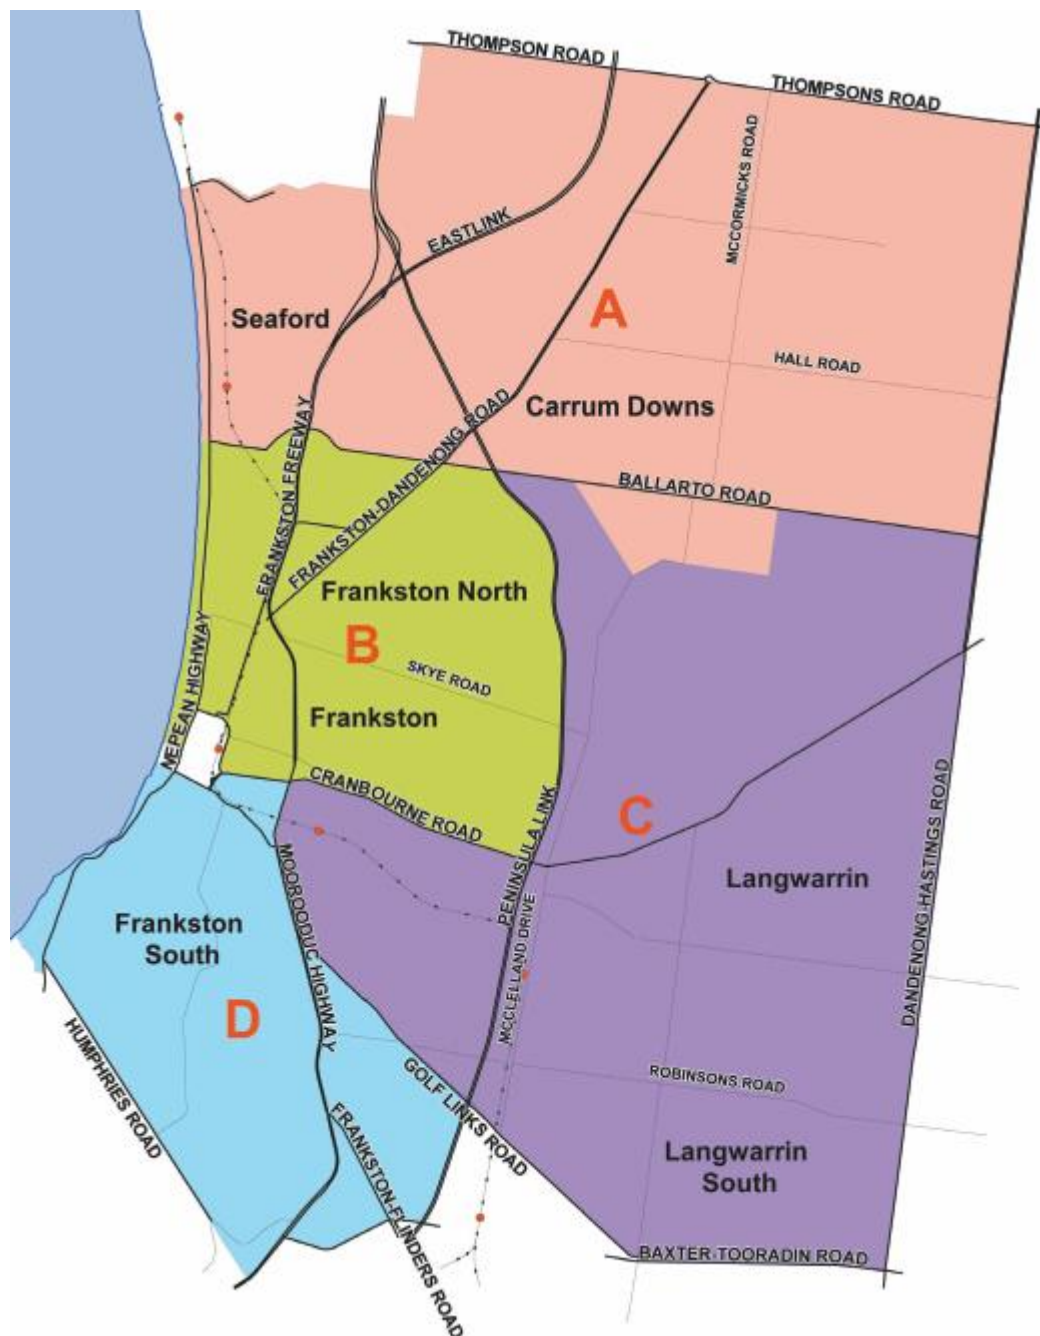 THOMPSON ROAD
THOMPSONS ROAD
MCCORMICKS ROAD
EASTLINK
A
Seaford
HALL ROAD
Carrum Downs
FRANKSTON FREEWAY
FRANKSTON-DANDENONG ROAD
BALLARTO ROAD
Frankston North
B
NEPEAN HIGHWAY
SKYE ROAD
Frankston
CRANBOURNE ROAD
PENINSULA LINK
C
DANDENONG-HASTINGS ROAD
Langwarrin
MOOROODUC HIGHWAY
MCCLELLAND DRIVE
Frankston
South
D
HUMPHRIES ROAD
GOLF LINKS ROAD
ROBINSONS ROAD
FRANKSTON-FLINDERS ROAD
Langwarrin
South
BAXTER-TOORADIN ROAD